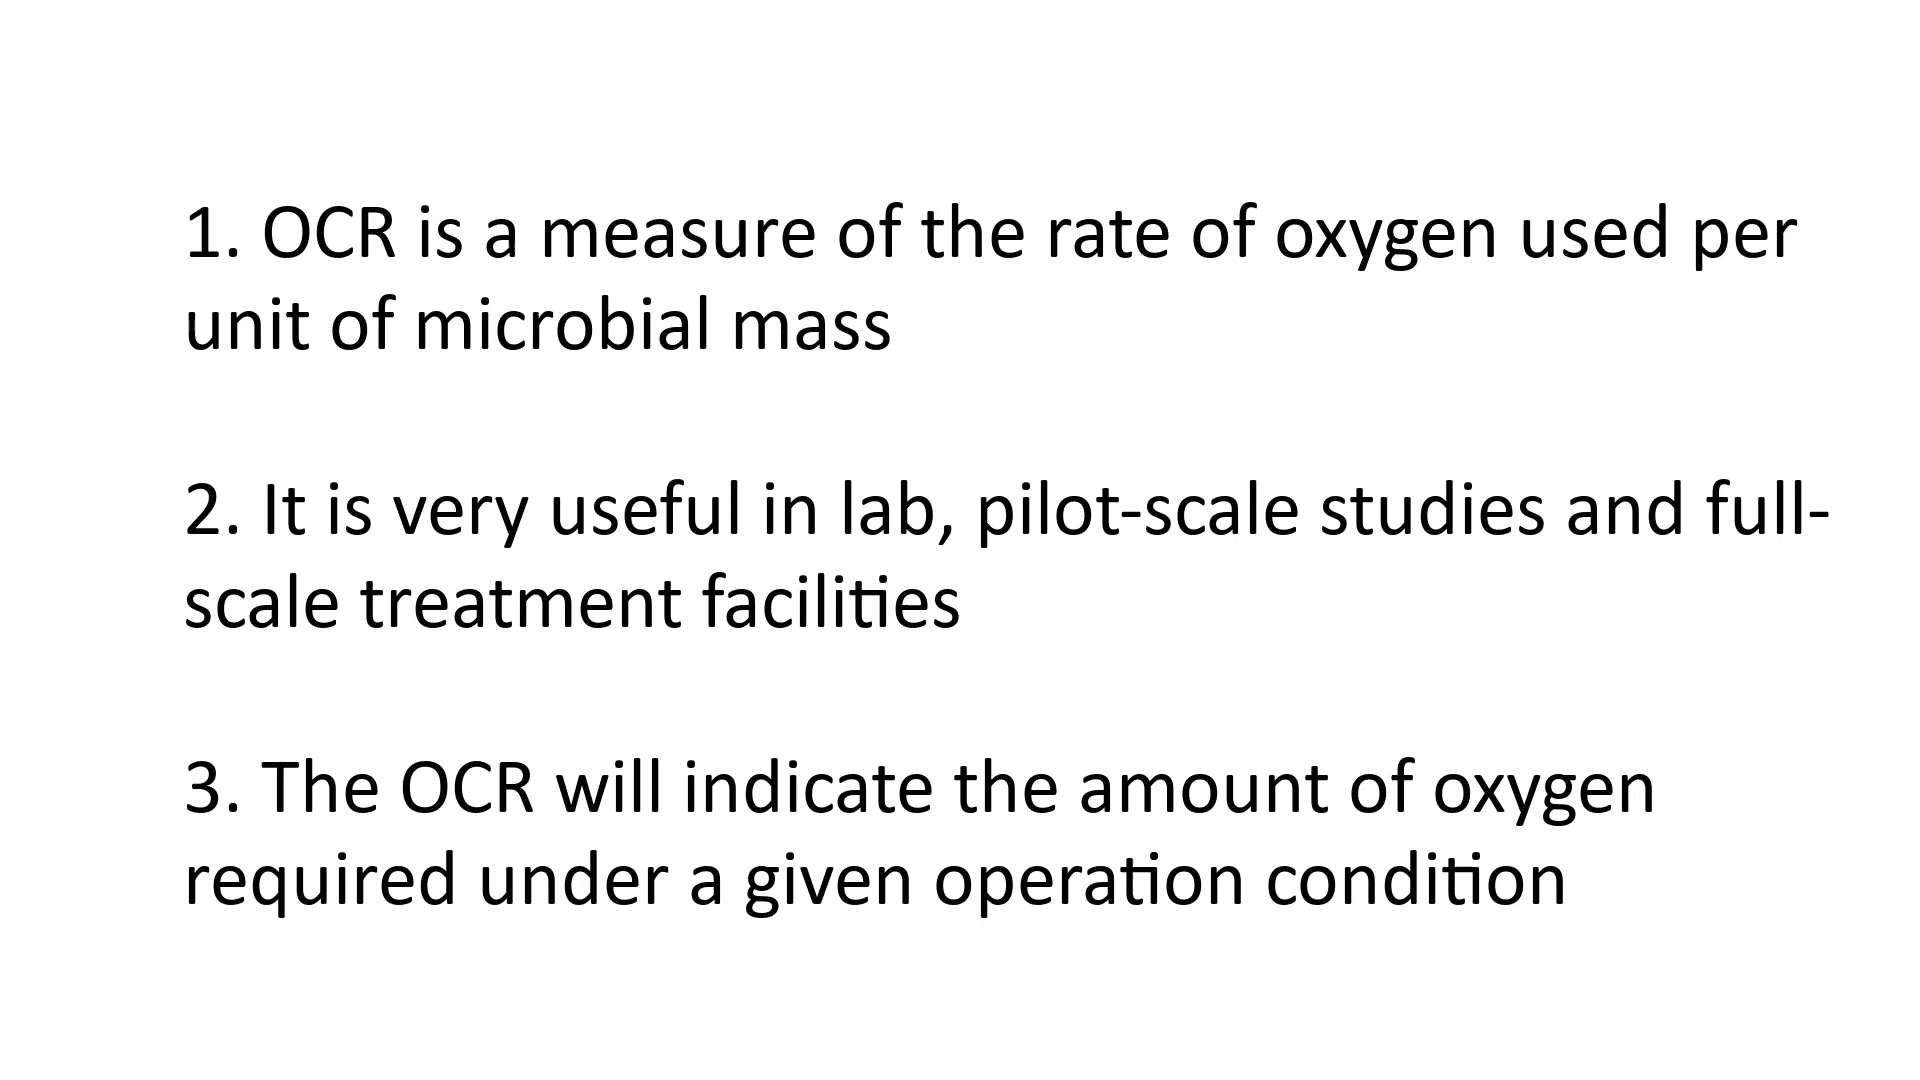 1. OCR is a measure of the rate of oxygen used per
unit of microbial mass
2. It is very useful in lab, pilot-scale studies and full-
scale treatment facilities
3. The OCR will indicate the amount of oxygen
required under a given operation condition